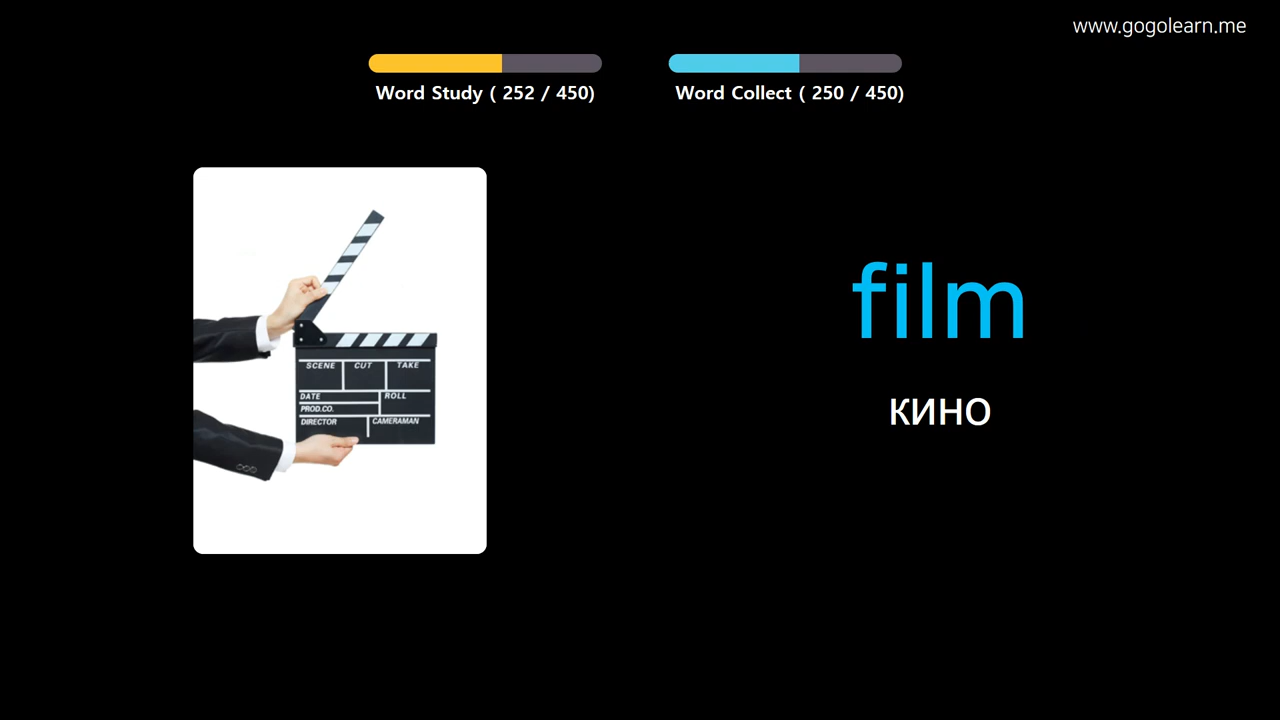 www.gogolearn.me
Word Study ( 252 / 450)
Word Collect ( 250 / 450)
SCENE CUT TAKE
DATE ROLL
PROD.CO.
DIRECTOR CAMERAMAN
film
кино